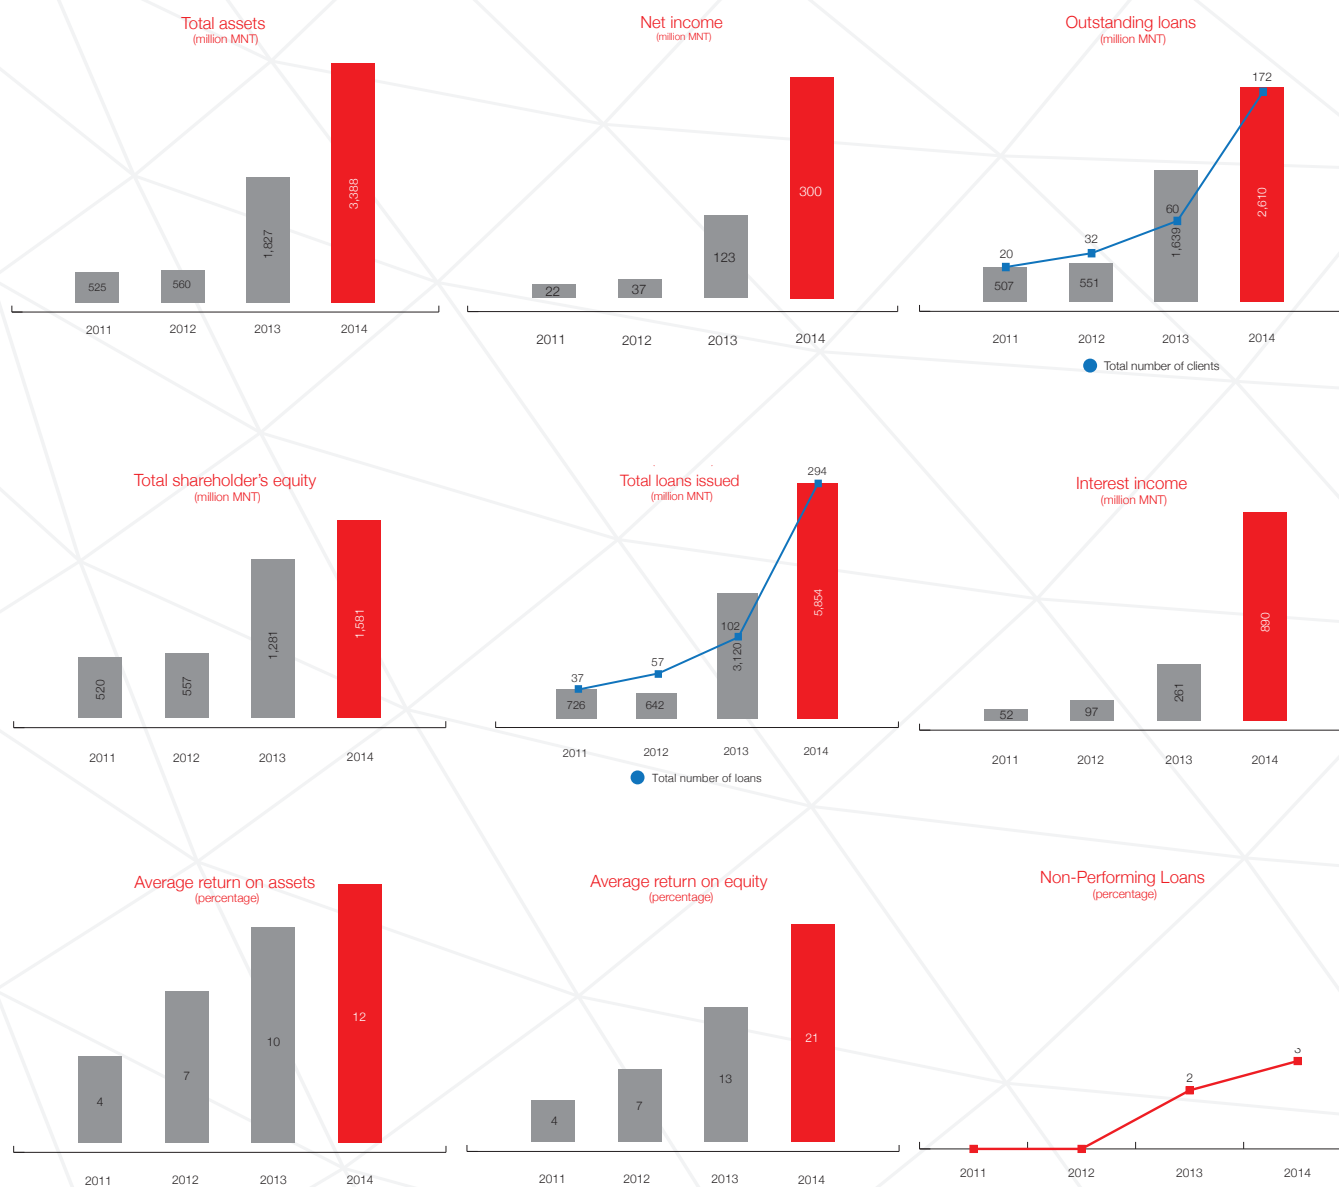 Total assets
(million MNT)
3,388
1,827
525
560
2011 2012 2013 2014
Net income
(million MNT)
300
123
22
37
2011 2012 2013 2014
Outstanding loans
(million MNT)
172
60
32
20
2,610
1,639
507
551
2011 2012 2013 2014
Total number of clients
Total shareholder's equity
(million MNT)
1,581
1,281
520
557
2011 2012 2013 2014
Total loans issued
(million MNT)
294
102
57
37
5,854
3,120
726
642
2011 2012 2013 2014
Total number of loans
Interest income
(million MNT)
890
261
52
97
2011 2012 2013 2014
Average return on assets
(percentage)
12
10
7
4
2011 2012 2013 2014
Average return on equity
(percentage)
21
13
7
4
2011 2012 2013 2014
Non-Performing Loans
(percentage)
3
2
2011 2012 2013 2014